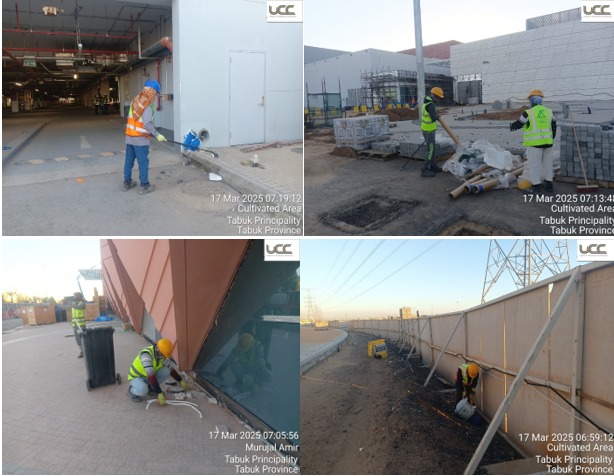 UCC
17 Mar 2025 07:19:12
Cultivated Area
Tabuk Principality
Tabuk Province
UCC
17 Mar 2025 07:13:48
Cultivated Area
Tabuk Principality
Tabuk Province
UCC
17 Mar 2025 07:05:56
Murujal Amir
Tabuk Principality
Tabuk Province
UCC
17 Mar 2025 06:59:12
Cultivated Area
Tabuk Principality
Tabuk Province